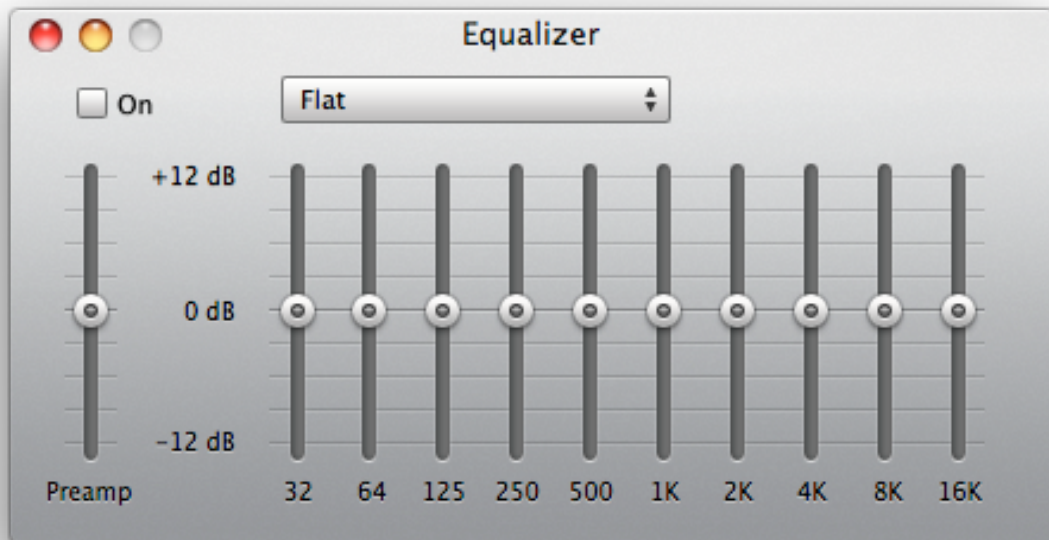 Equalizer
On
Flat
+12 dB
0 dB
-12 dB
Preamp 32 64 125 250 500 1K 2K 4K 8K 16K